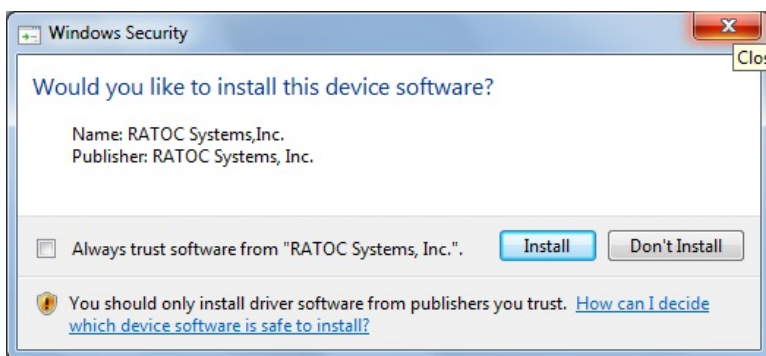 Windows Security
Would you like to install this device software?
Name: RATOC Systems,Inc.
Publisher: RATOC Systems, Inc.
Always trust software from "RATOC Systems, Inc.".
Install
Don't Install
You should only install driver software from publishers you trust. How can I decide
which device software is safe to install?